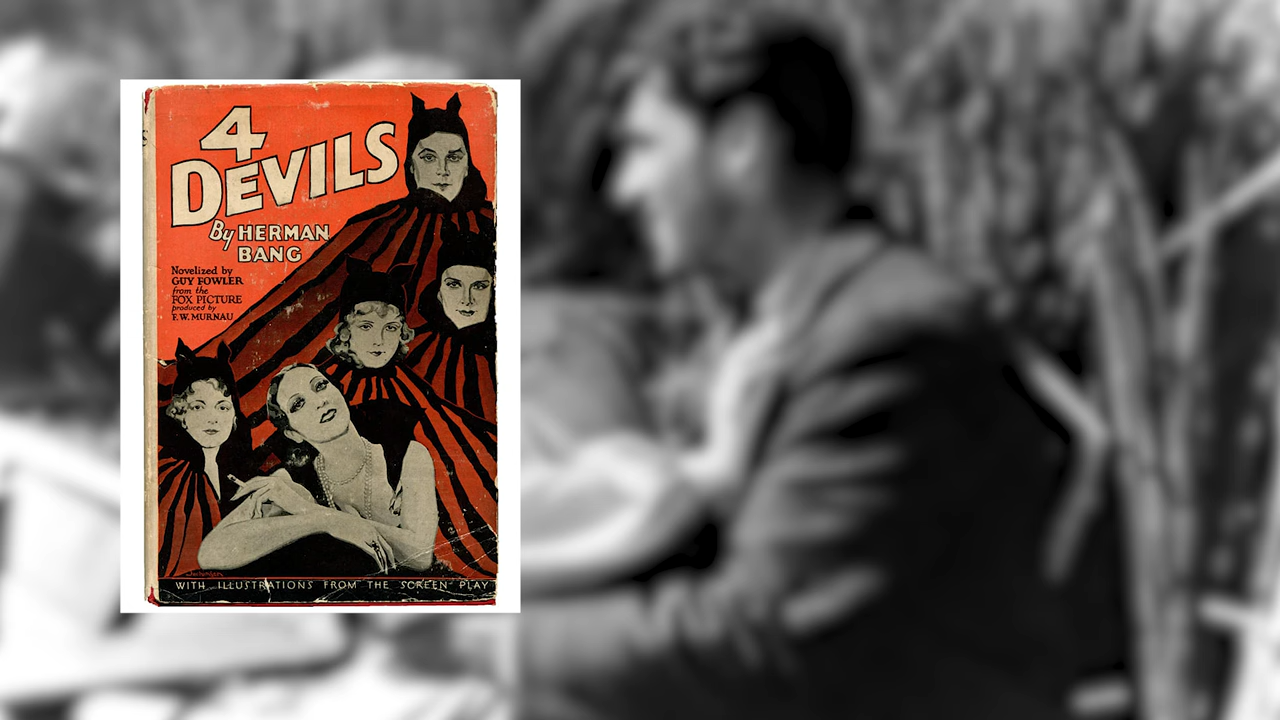 4
DEVILS
By HERMAN
BANG
Novelized by
GUY FOWLER
from the
FOX PICTURE
produced by
F.W. MURNAU
WITH ILLUSTRATIONS FROM THE SCREEN PLAY